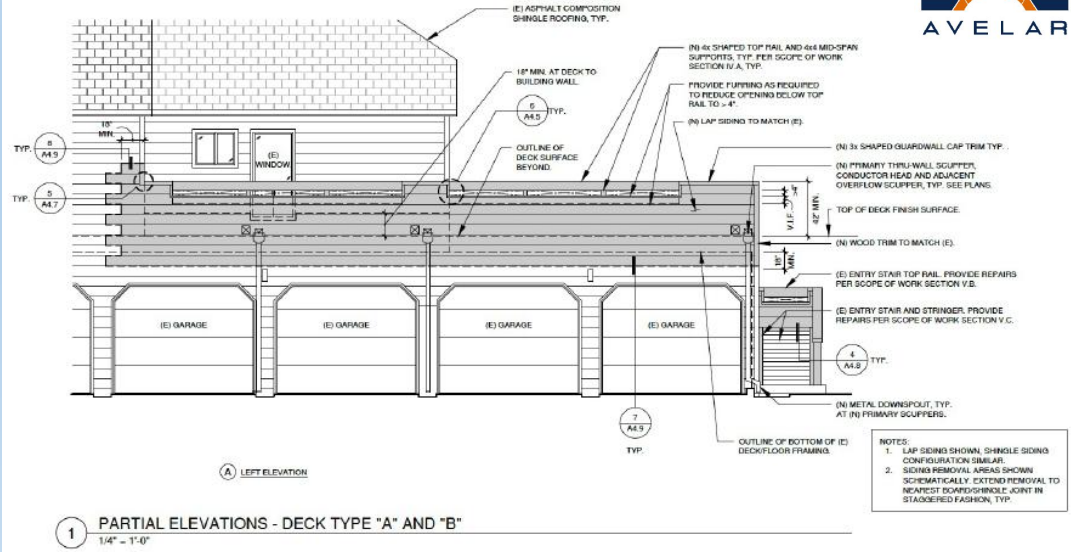 (E) ASPHALT COMPOSITION
SHINGLE ROOFING, TYP.
AVELAR
(N) 4x SHAPED TOP RAIL AND 4x4 MID-SPAN
SUPPORTS, TYP. PER SCOPE OF WORK
SECTION IV.A, TYP.
18" MIN. AT DECK TO
BUILDING WALL
PROVIDE FURRING AS REQUIRED
TO REDUCE OPENING BELOW TOP
RAIL TO > 4".
6
A4.5
TYP.
(N) LAP SIDING TO MATCH (E).
18"
MIN.
TYP.
8
A4.9
OUTLINE OF
DECK SURFACE
BEYOND.
(E)
WINDOW
(N) 3x SHAPED GUARDWALL CAP TRIM TYP. .
(N) PRIMARY THRU-WALL SCUPPER,
CONDUCTOR HEAD AND ADJACENT
OVERFLOW SCUPPER, TYP. SEE PLANS.
TYP.
5
A4.7
>4"
V.I.F.
42" MIN.
TOP OF DECK FINISH SURFACE.
(N) WOOD TRIM TO MATCH (E).
18"
MIN.
(E) ENTRY STAIR TOP RAIL. PROVIDE REPAIRS
PER SCOPE OF WORK SECTION V.B.
(E) ENTRY STAIR AND STRINGER. PROVIDE
REPAIRS PER SCOPE OF WORK SECTION V.C.
(E) GARAGE
(E) GARAGE
(E) GARAGE
(E) GARAGE
4
A4.8
TYP.
(N) METAL DOWNSPOUT, TYP.
AT (N) PRIMARY SCUPPERS.
7
A4.9
TYP.
OUTLINE OF BOTTOM OF (E)
DECK/FLOOR FRAMING.
NOTES:
1. LAP SIDING SHOWN, SHINGLE SIDING
CONFIGURATION SIMILAR.
2. SIDING REMOVAL AREAS SHOWN
SCHEMATICALLY. EXTEND REMOVAL TO
NEAREST BOARD/SHINGLE JOINT IN
STAGGERED FASHION, TYP.
A LEFT ELEVATION
1 PARTIAL ELEVATIONS - DECK TYPE "A" AND "B"
1/4" = 1'-0"